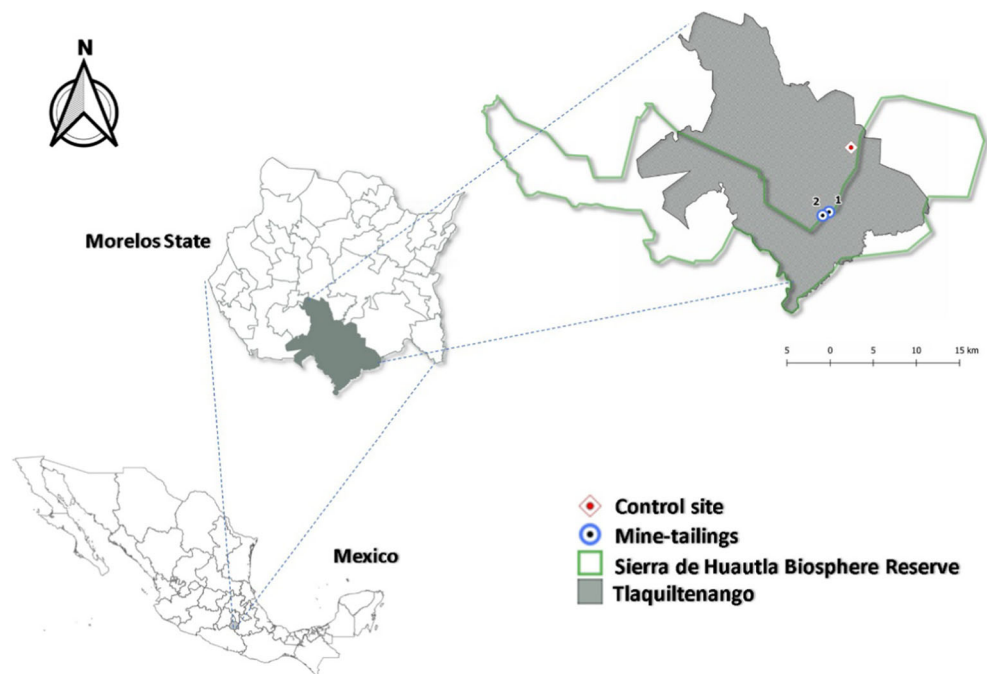 N
Morelos State
2 1
5 0 5 10 15 km
Control site
Mine-tailings
Sierra de Huautla Biosphere Reserve
Tlaquiltenango
Mexico